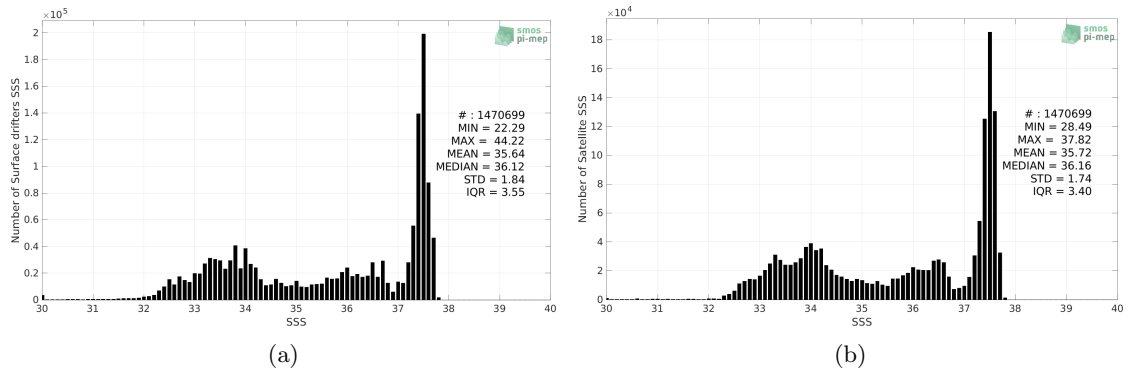 ×10⁵
2
1.8
1.6
1.4
1.2
1
0.8
0.6
0.4
0.2
0
Number of Surface drifters SSS
smos
pi-mep
# : 1470699
MIN = 22.29
MAX = 44.22
MEAN = 35.64
MEDIAN = 36.12
STD = 1.84
IQR = 3.55
30 31 32 33 34 35 36 37 38 39 40
SSS
(a)
×10⁴
18
16
14
12
10
8
6
4
2
0
Number of Satellite SSS
smos
pi-mep
# : 1470699
MIN = 28.49
MAX = 37.82
MEAN = 35.72
MEDIAN = 36.16
STD = 1.74
IQR = 3.40
30 31 32 33 34 35 36 37 38 39 40
SSS
(b)